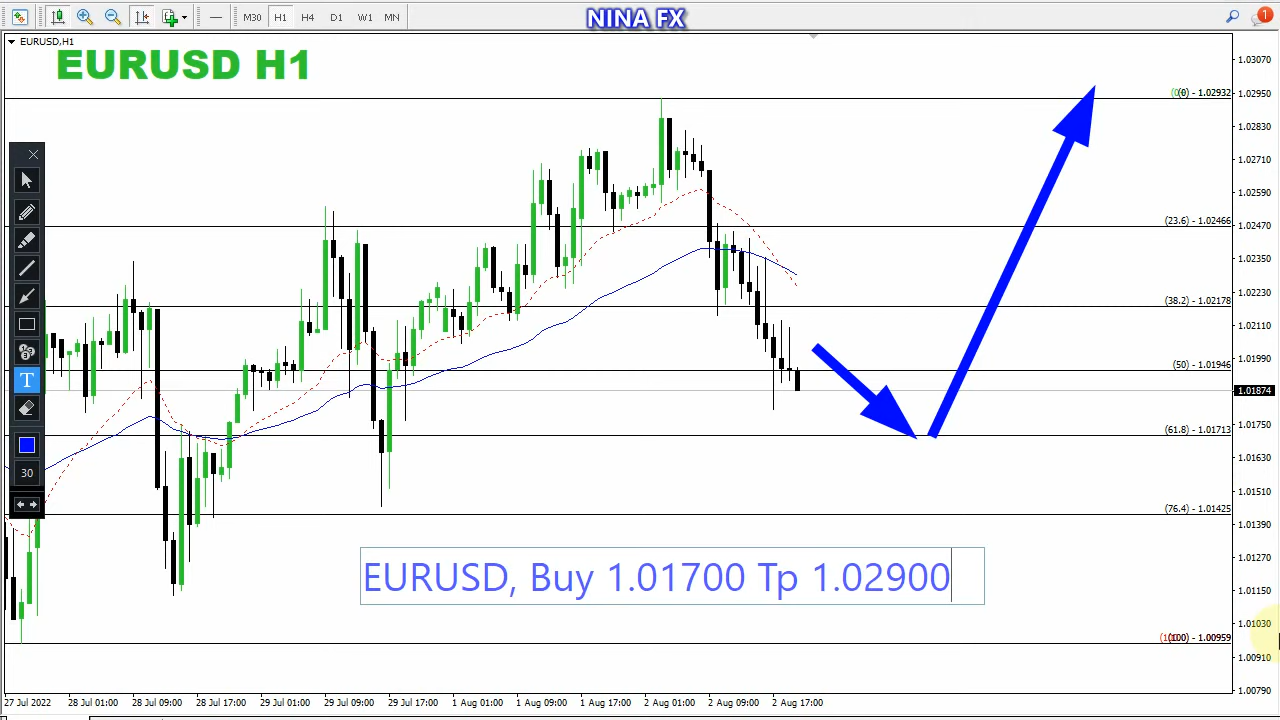 M30 H1 H4 D1 W1 MN
NINA FX
1
EURUSD,H1
EURUSD H1
1.03070
1.02950
1.02830
1.02710
1.02590
1.02470
1.02350
1.02230
1.02110
1.01990
1.01874
1.01750
1.01630
1.01510
1.01390
1.01270
1.01150
1.01030
1.00910
1.00790
(0) - 1.02932
(23.6) - 1.02466
(38.2) - 1.02178
(50) - 1.01946
(61.8) - 1.01713
(76.4) - 1.01425
(100) - 1.00959
T
30
EURUSD, Buy 1.01700 Tp 1.02900
27 Jul 2022 28 Jul 01:00 28 Jul 09:00 28 Jul 17:00 29 Jul 01:00 29 Jul 09:00 29 Jul 17:00 1 Aug 01:00 1 Aug 09:00 1 Aug 17:00 2 Aug 01:00 2 Aug 09:00 2 Aug 17:00